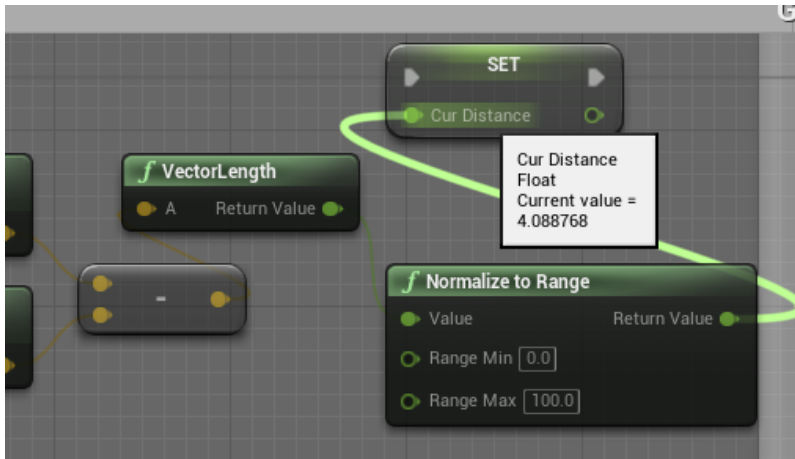 SET
Cur Distance
Cur Distance
Float
Current value =
4.088768
f VectorLength
A Return Value
-
f Normalize to Range
Value Return Value
Range Min 0.0
Range Max 100.0